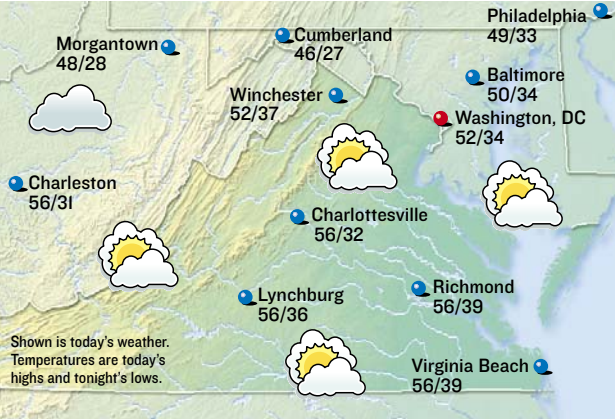 Philadelphia
49/33
Cumberland
46/27
Morgantown
48/28
Baltimore
50/34
Winchester
52/37
Washington, DC
52/34
Charleston
56/31
Charlottesville
56/32
Richmond
56/39
Lynchburg
56/36
Shown is today's weather.
Temperatures are today's
highs and tonight's lows.
Virginia Beach
56/39